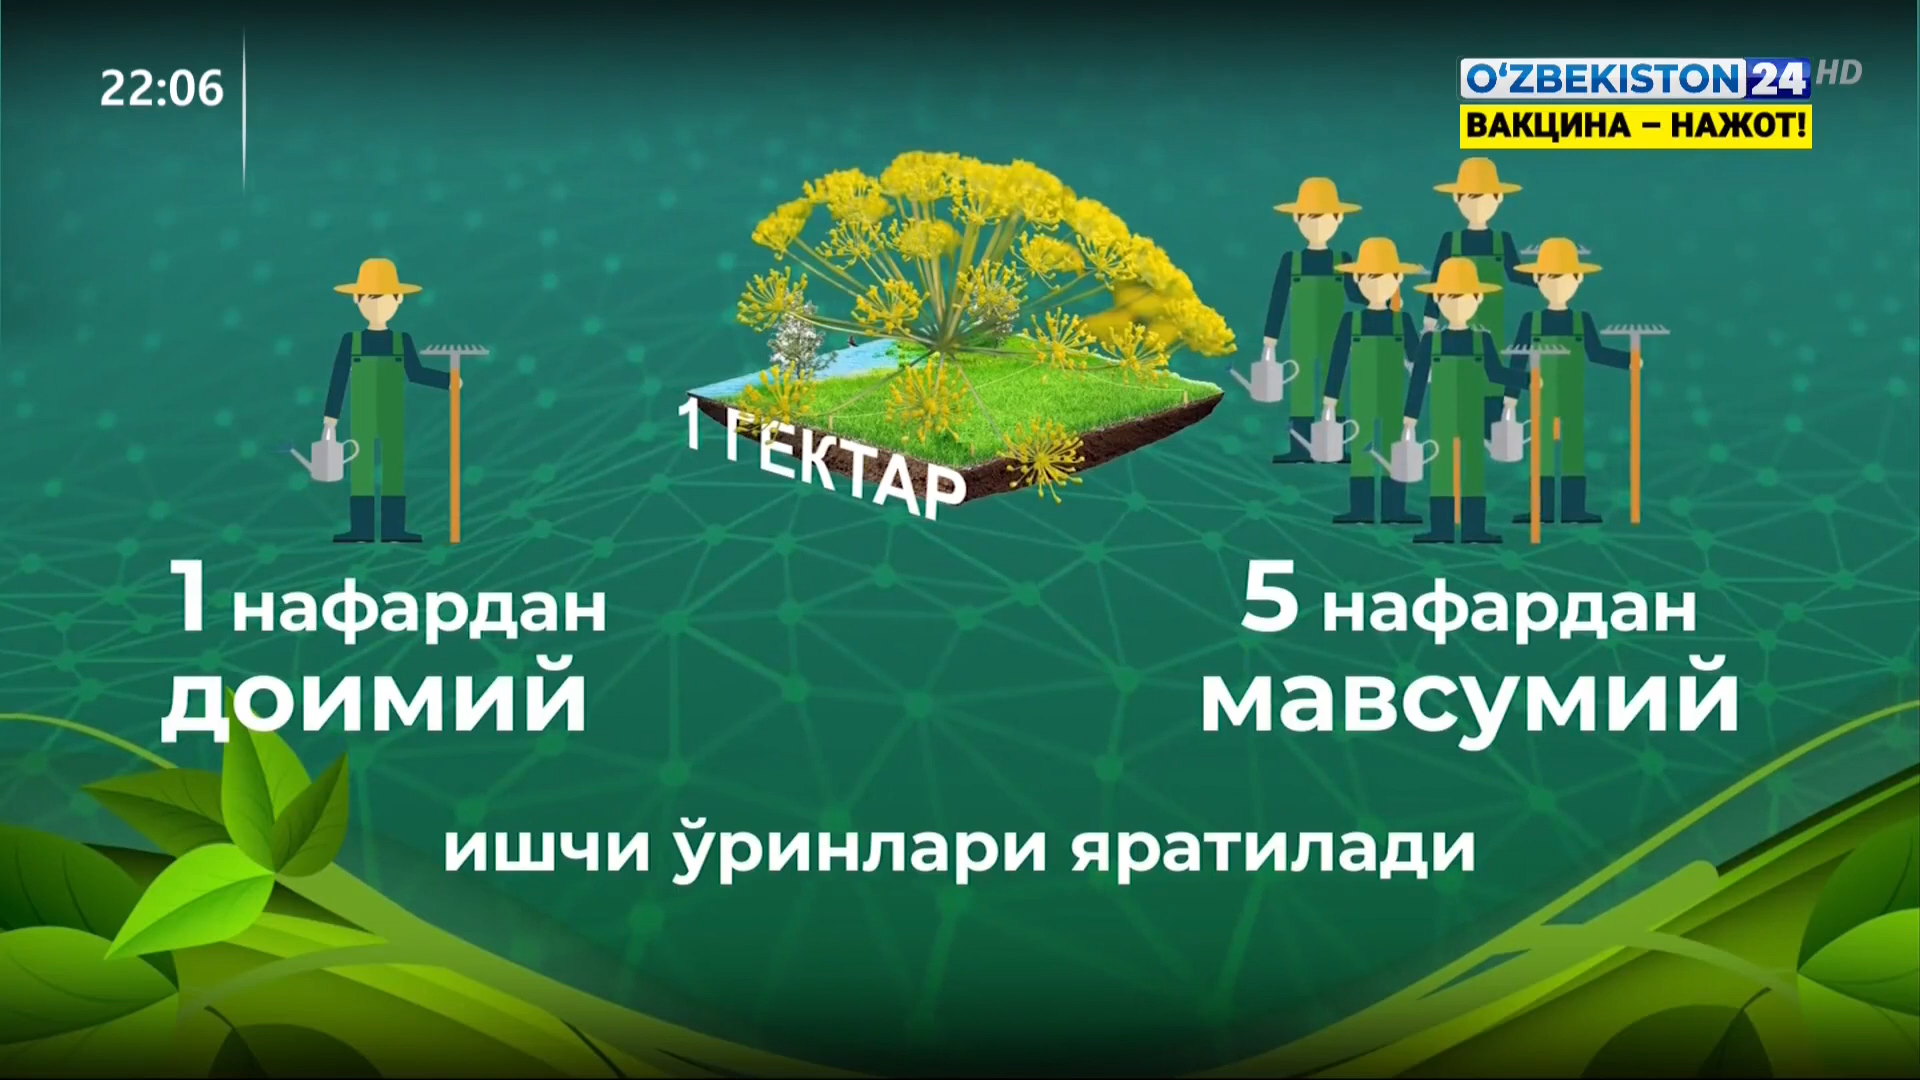 22:06
O‘ZBEKISTON 24 HD
ВАКЦИНА – НАЖОТ!
1 ГЕКТАР
1 нафардан
доимий
5 нафардан
мавсумий
ишчи ўринлари яратилади